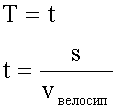 T = t
t = s / v велосип